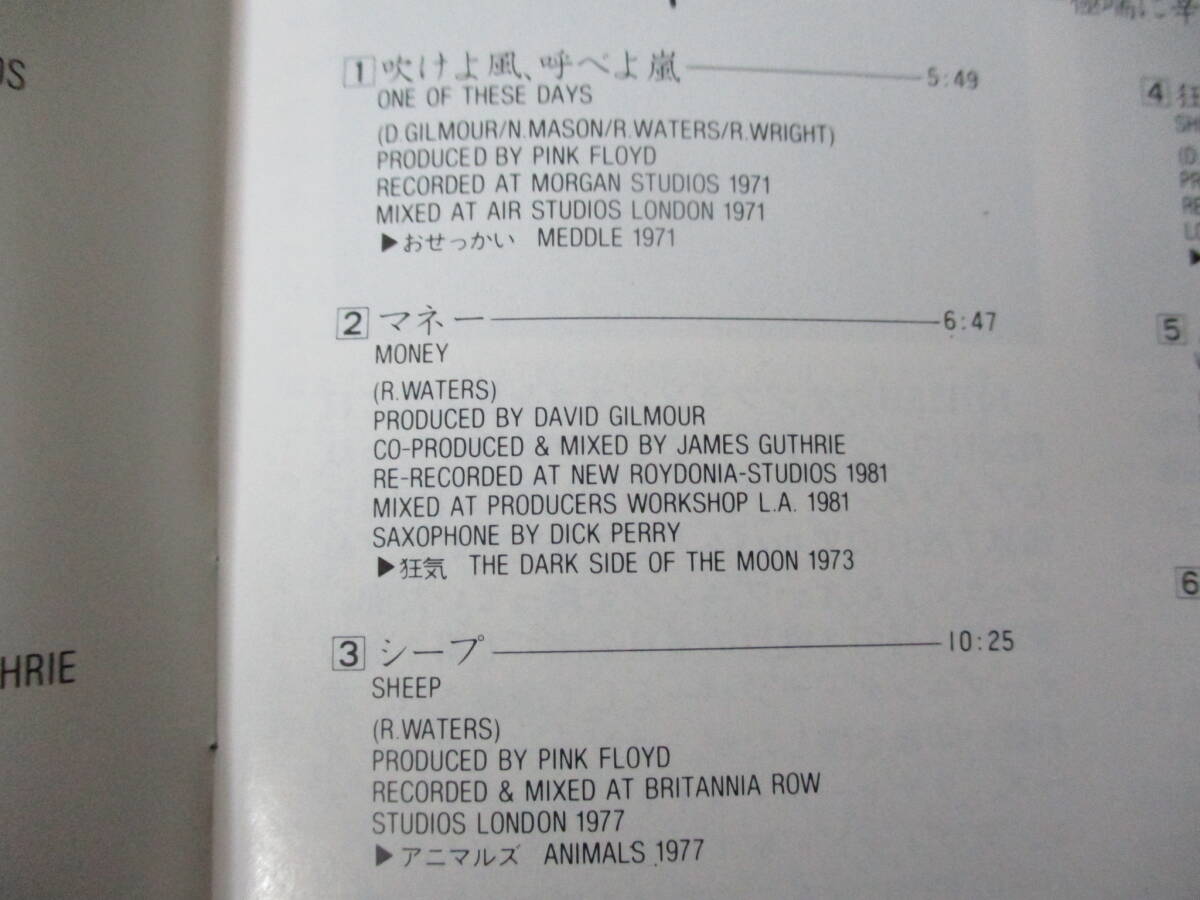 HRIE
1 吹けよ風、呼べよ嵐 5:49
ONE OF THESE DAYS
(D.GILMOUR/N.MASON/R.WATERS/R.WRIGHT)
PRODUCED BY PINK FLOYD
RECORDED AT MORGAN STUDIOS 1971
MIXED AT AIR STUDIOS LONDON 1971
▶おせっかい MEDDLE 1971
2 マネー 6:47
MONEY
(R.WATERS)
PRODUCED BY DAVID GILMOUR
CO-PRODUCED & MIXED BY JAMES GUTHRIE
RE-RECORDED AT NEW ROYDONIA-STUDIOS 1981
MIXED AT PRODUCERS WORKSHOP L.A. 1981
SAXOPHONE BY DICK PERRY
▶狂気 THE DARK SIDE OF THE MOON 1973
3 シープ 10:25
SHEEP
(R.WATERS)
PRODUCED BY PINK FLOYD
RECORDED & MIXED AT BRITANNIA ROW
STUDIOS LONDON 1977
▶アニマルズ ANIMALS 1977
4 狂
SH
(D.
PR
RE
LO
▶
5
6